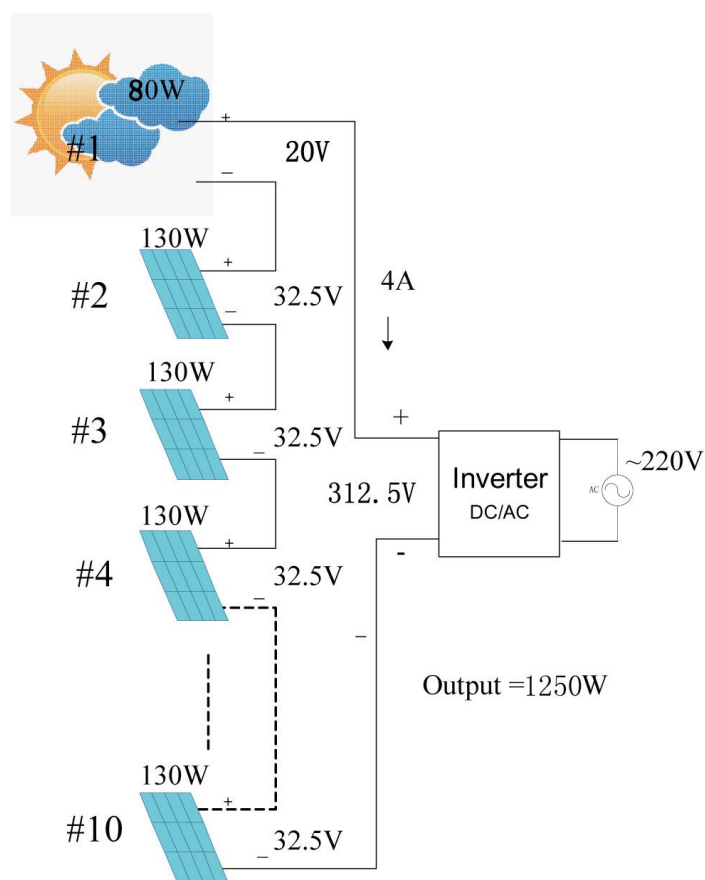 80W
+
#1
20V
−
130W
+
#2
32.5V
4A
−
130W
+
#3
32.5V
+
−
~220V
312.5V
Inverter
AC
DC/AC
130W
+
-
#4
32.5V
−
−
Output =1250W
130W
+
#10
32.5V
−